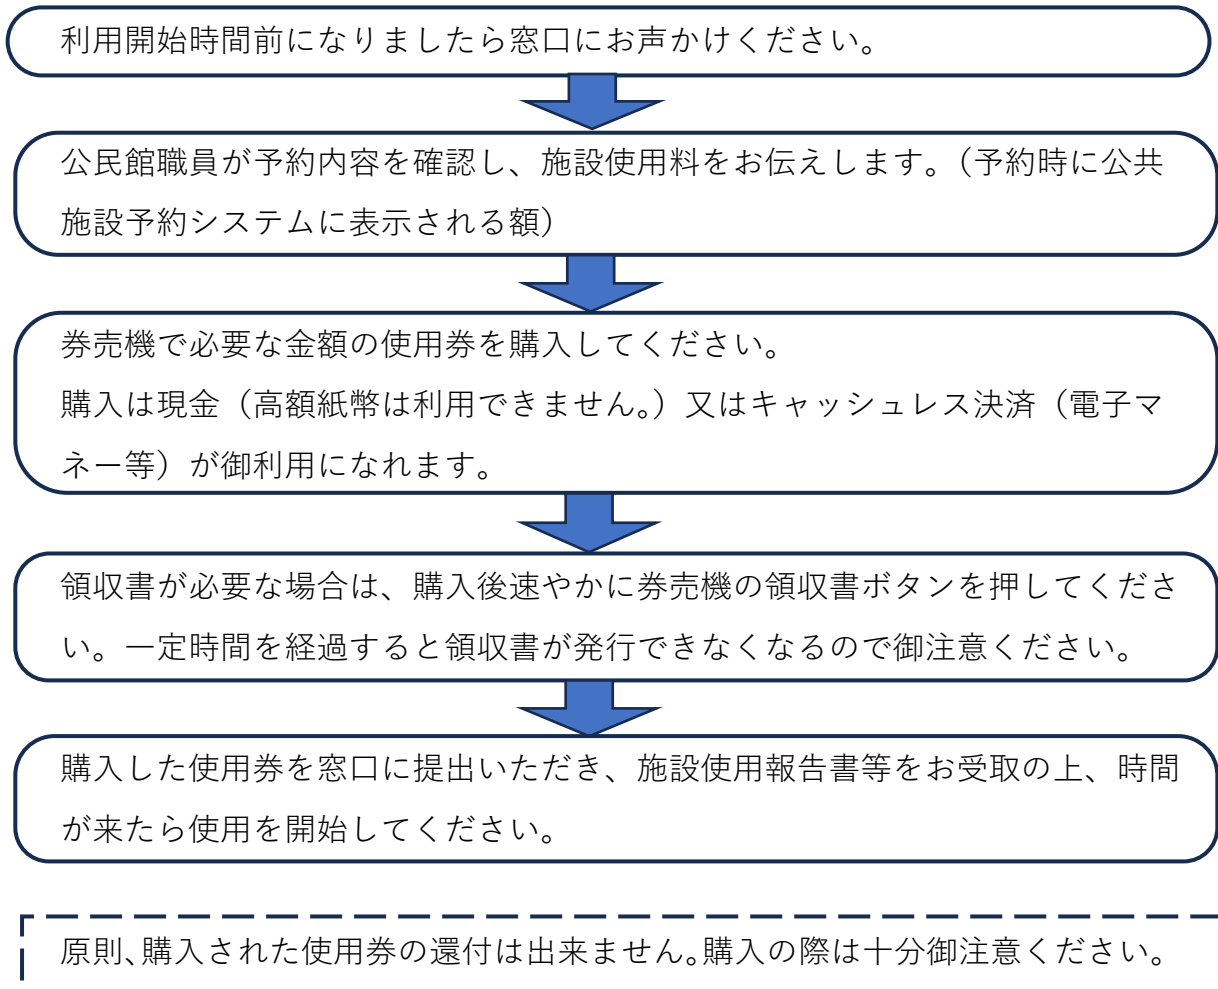 利用開始時間前になりましたら窓口にお声かけください。
公民館職員が予約内容を確認し、施設使用料をお伝えします。（予約時に公共
施設予約システムに表示される額）
券売機で必要な金額の使用券を購入してください。
購入は現金（高額紙幣は利用できません。）又はキャッシュレス決済（電子マ
ネー等）が御利用になれます。
領収書が必要な場合は、購入後速やかに券売機の領収書ボタンを押してくださ
い。一定時間を経過すると領収書が発行できなくなるので御注意ください。
購入した使用券を窓口に提出いただき、施設使用報告書等をお受取の上、時間
が来たら使用を開始してください。
原則、購入された使用券の還付は出来ません。購入の際は十分御注意ください。